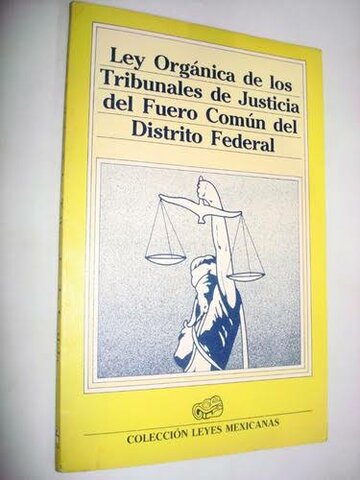 Ley Orgánica de los
Tribunales de Justicia
del Fuero Común del
Distrito Federal
COLECCIÓN LEYES MEXICANAS